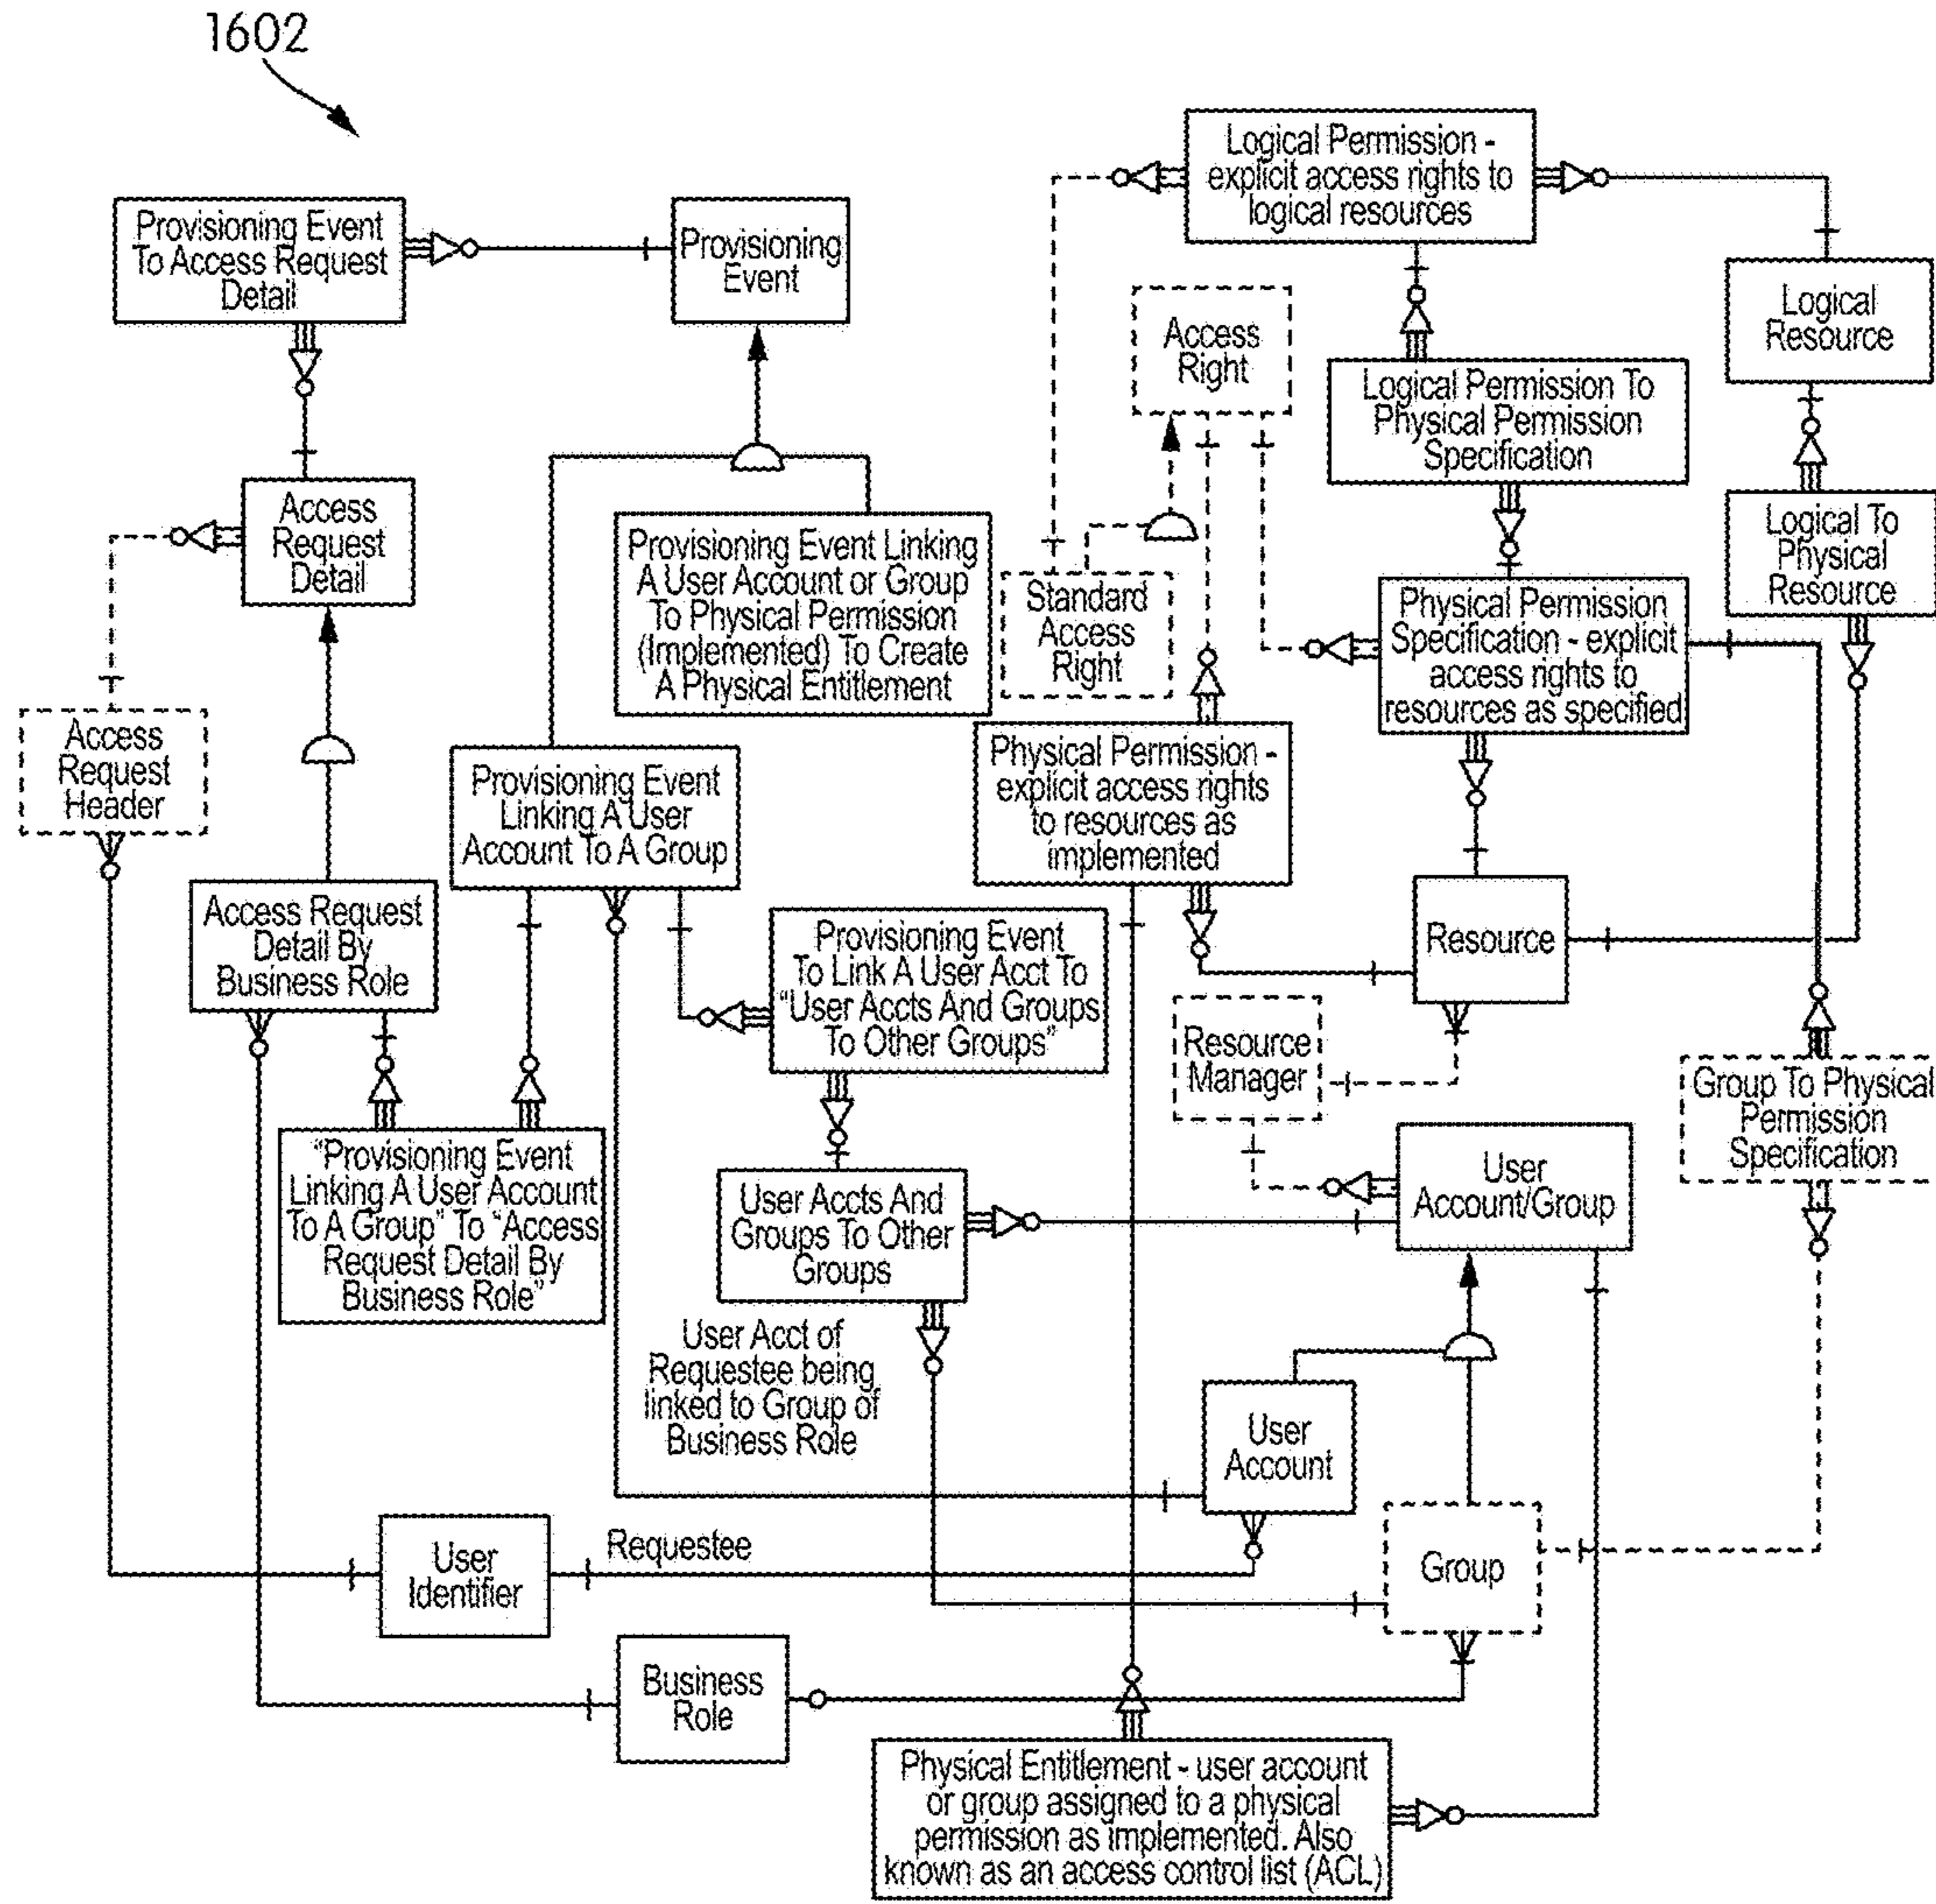 1602
Provisioning Event
To Access Request
Detail
Provisioning
Event
Logical Permission -
explicit access rights to
logical resources
Logical
Resource
Access
Right
Logical Permission To
Physical Permission
Specification
Logical To
Physical
Resource
Access
Request
Detail
Provisioning Event Linking
A User Account or Group
To Physical Permission
(Implemented) To Create
A Physical Entitlement
Standard
Access
Right
Physical Permission
Specification - explicit
access rights to
resources as specified
Access
Request
Header
Provisioning Event
Linking A User
Account To A Group
Physical Permission -
explicit access rights
to resources as
implemented
Access Request
Detail By
Business Role
Provisioning Event
To Link A User Acct To
"User Accts And Groups
To Other Groups"
Resource
Resource
Manager
Group To Physical
Permission
Specification
"Provisioning Event
Linking A User Account
To A Group" To "Access
Request Detail By
Business Role"
User Accts And
Groups To Other
Groups
User
Account/Group
User Acct of
Requestee being
linked to Group of
Business Role
User
Account
User
Identifier
Requestee
Group
Business
Role
Physical Entitlement - user account
or group assigned to a physical
permission as implemented. Also
known as an access control list (ACL)